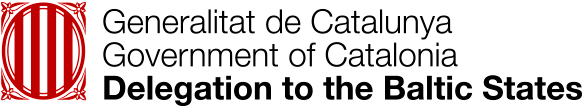 Generalitat de Catalunya
Government of Catalonia
Delegation to the Baltic States